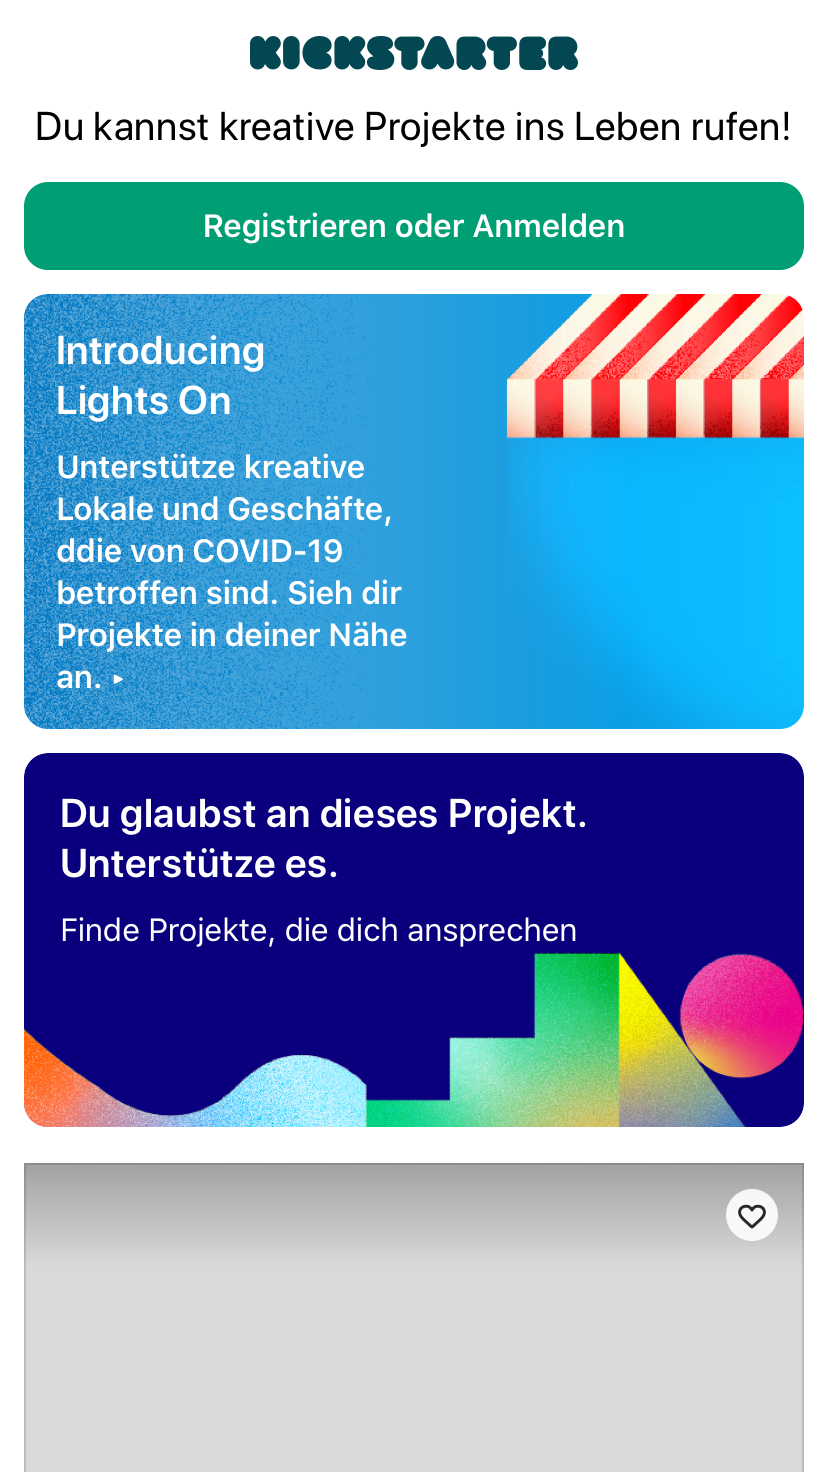 KICKSTARTER
Du kannst kreative Projekte ins Leben rufen!
Registrieren oder Anmelden
Introducing
Lights On
Unterstütze kreative
Lokale und Geschäfte,
ddie von COVID-19
betroffen sind. Sieh dir
Projekte in deiner Nähe
an. ▸
Du glaubst an dieses Projekt.
Unterstütze es.
Finde Projekte, die dich ansprechen